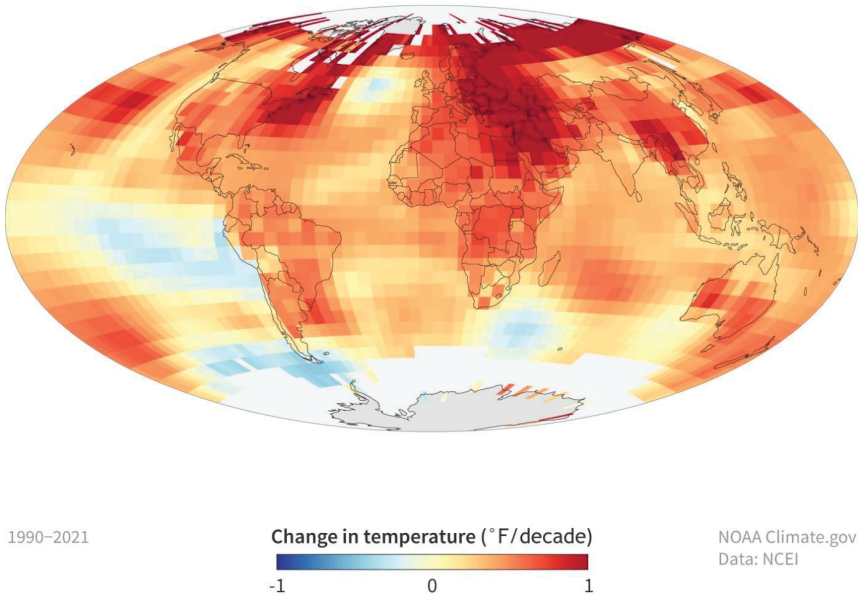 1990–2021
Change in temperature (°F/decade)
NOAA Climate.gov
Data: NCEI
-1 0 1